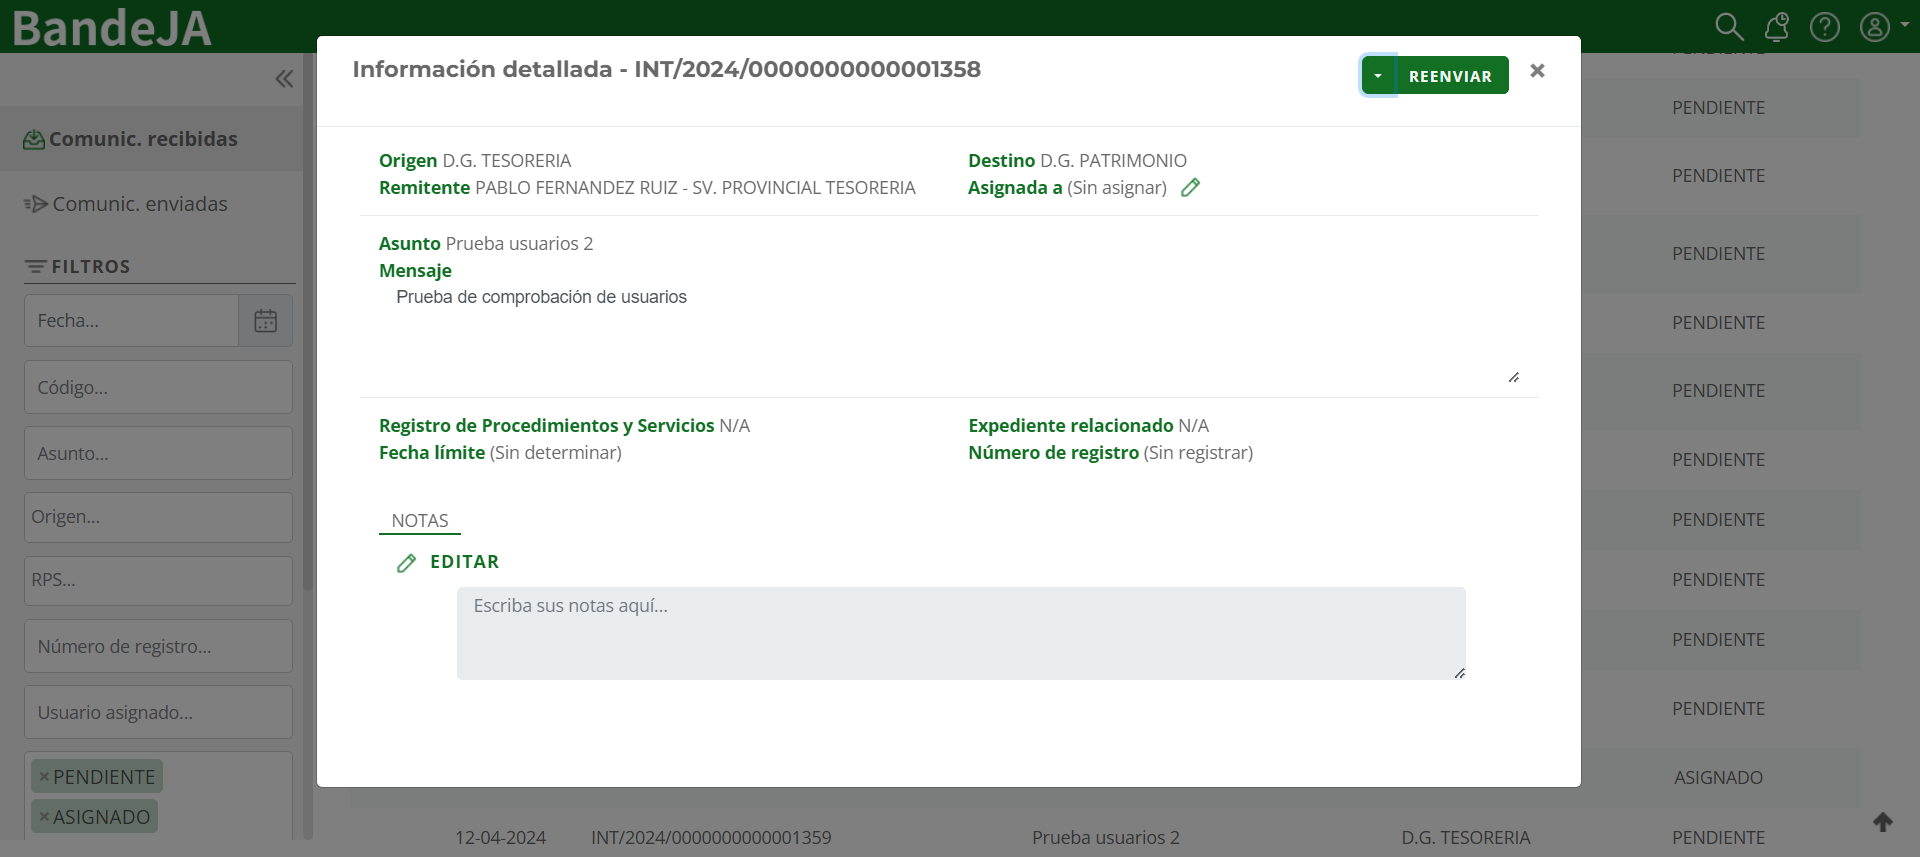 BandeJA
Información detallada - INT/2024/0000000000001358
REENVIAR
Origen D.G. TESORERIA
Destino D.G. PATRIMONIO
Remitente PABLO FERNANDEZ RUIZ - SV. PROVINCIAL TESORERIA
Asignada a (Sin asignar)
Asunto Prueba usuarios 2
Mensaje
Prueba de comprobación de usuarios
Registro de Procedimientos y Servicios N/A
Expediente relacionado N/A
Fecha límite (Sin determinar)
Número de registro (Sin registrar)
NOTAS
EDITAR
Escriba sus notas aquí...
Comunic. recibidas
Comunic. enviadas
FILTROS
Fecha...
Código...
Asunto...
Origen...
RPS...
Número de registro...
Usuario asignado...
×PENDIENTE
×ASIGNADO
PENDIENTE
PENDIENTE
PENDIENTE
PENDIENTE
PENDIENTE
PENDIENTE
PENDIENTE
PENDIENTE
PENDIENTE
PENDIENTE
PENDIENTE
ASIGNADO
12-04-2024 INT/2024/0000000000001359 Prueba usuarios 2 D.G. TESORERIA PENDIENTE